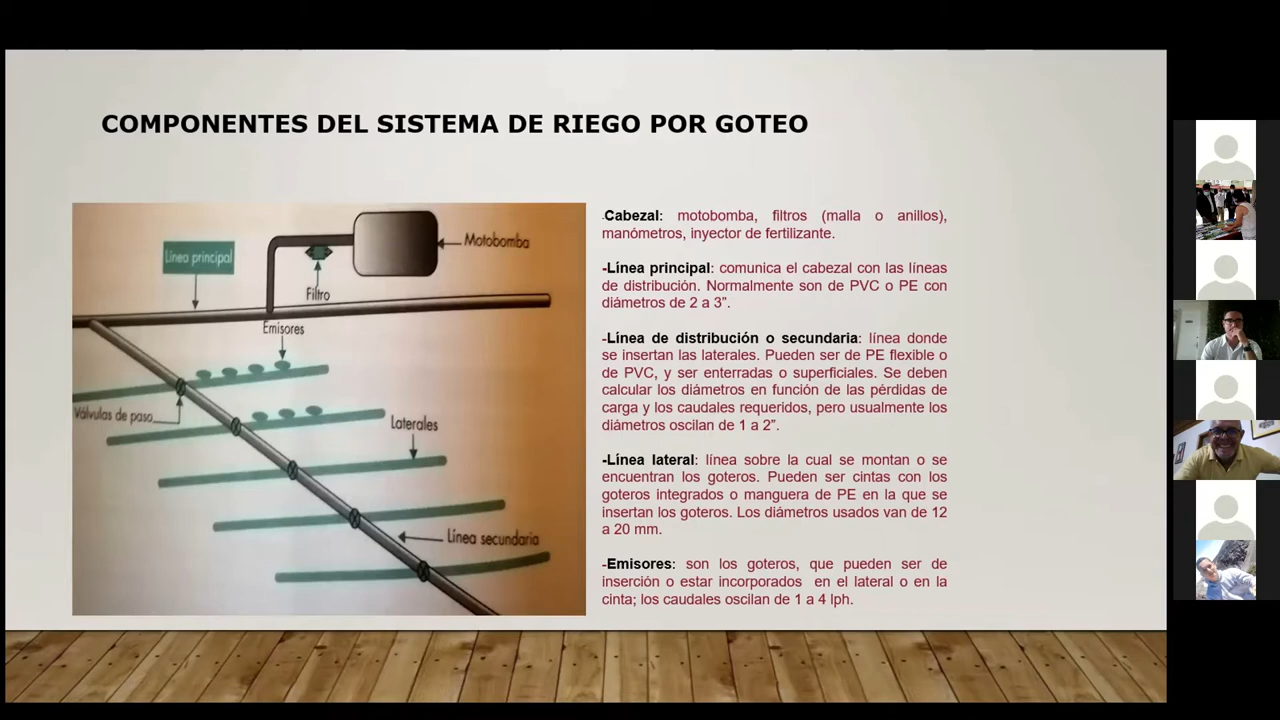 COMPONENTES DEL SISTEMA DE RIEGO POR GOTEO
Línea principal
Motobomba
Filtro
Emisores
Válvulas de paso
Laterales
Línea secundaria
-Cabezal: motobomba, filtros (malla o anillos),
manómetros, inyector de fertilizante.
-Línea principal: comunica el cabezal con las líneas
de distribución. Normalmente son de PVC o PE con
diámetros de 2 a 3”.
-Línea de distribución o secundaria: línea donde
se insertan las laterales. Pueden ser de PE flexible o
de PVC, y ser enterradas o superficiales. Se deben
calcular los diámetros en función de las pérdidas de
carga y los caudales requeridos, pero usualmente los
diámetros oscilan de 1 a 2”.
-Línea lateral: línea sobre la cual se montan o se
encuentran los goteros. Pueden ser cintas con los
goteros integrados o manguera de PE en la que se
insertan los goteros. Los diámetros usados van de 12
a 20 mm.
-Emisores: son los goteros, que pueden ser de
inserción o estar incorporados en el lateral o en la
cinta; los caudales oscilan de 1 a 4 lph.